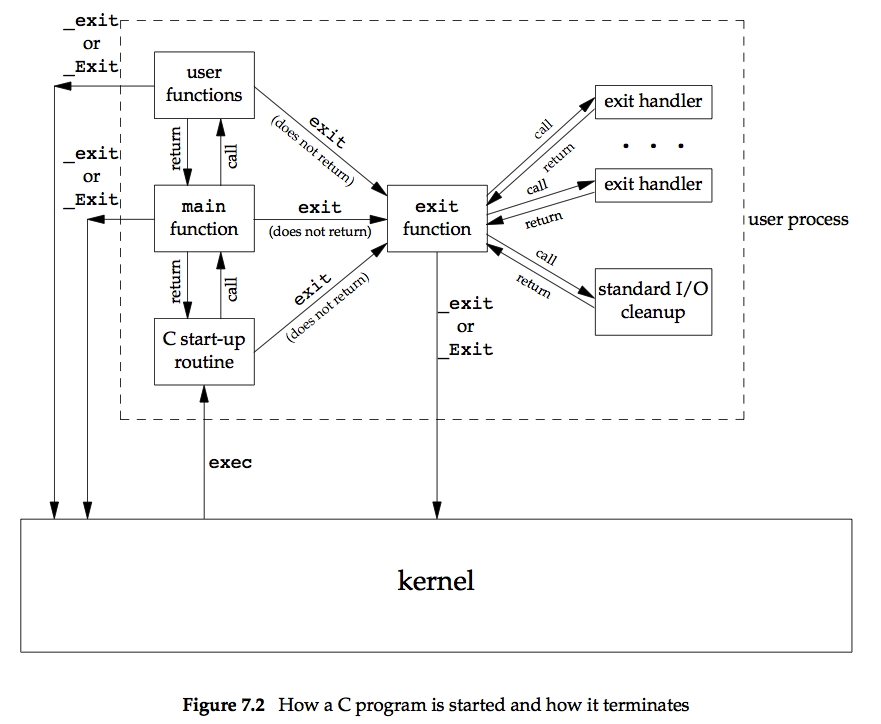 _exit
or
_Exit
user
functions
exit
(does not return)
call
return
exit handler
. . .
return
call
_exit
or
_Exit
main
function
exit
(does not return)
exit
function
call
return
exit handler
user process
return
call
exit
(does not return)
call
return
standard I/O
cleanup
C start-up
routine
_exit
or
_Exit
exec
kernel
Figure 7.2 How a C program is started and how it terminates